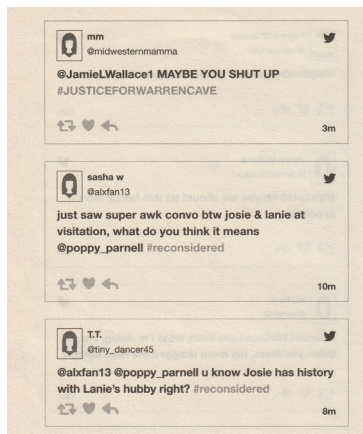 mm
@midwesternmamma
@JamieLWallace1 MAYBE YOU SHUT UP
#JUSTICEFORWARRENCAVE
3m
sasha w
@alxfan13
just saw super awk convo btw josie & lanie at
visitation, what do you think it means
@poppy_parnell #reconsidered
10m
T.T.
@tiny_dancer45
@alxfan13 @poppy_parnell u know Josie has history
with Lanie's hubby right? #reconsidered
8m